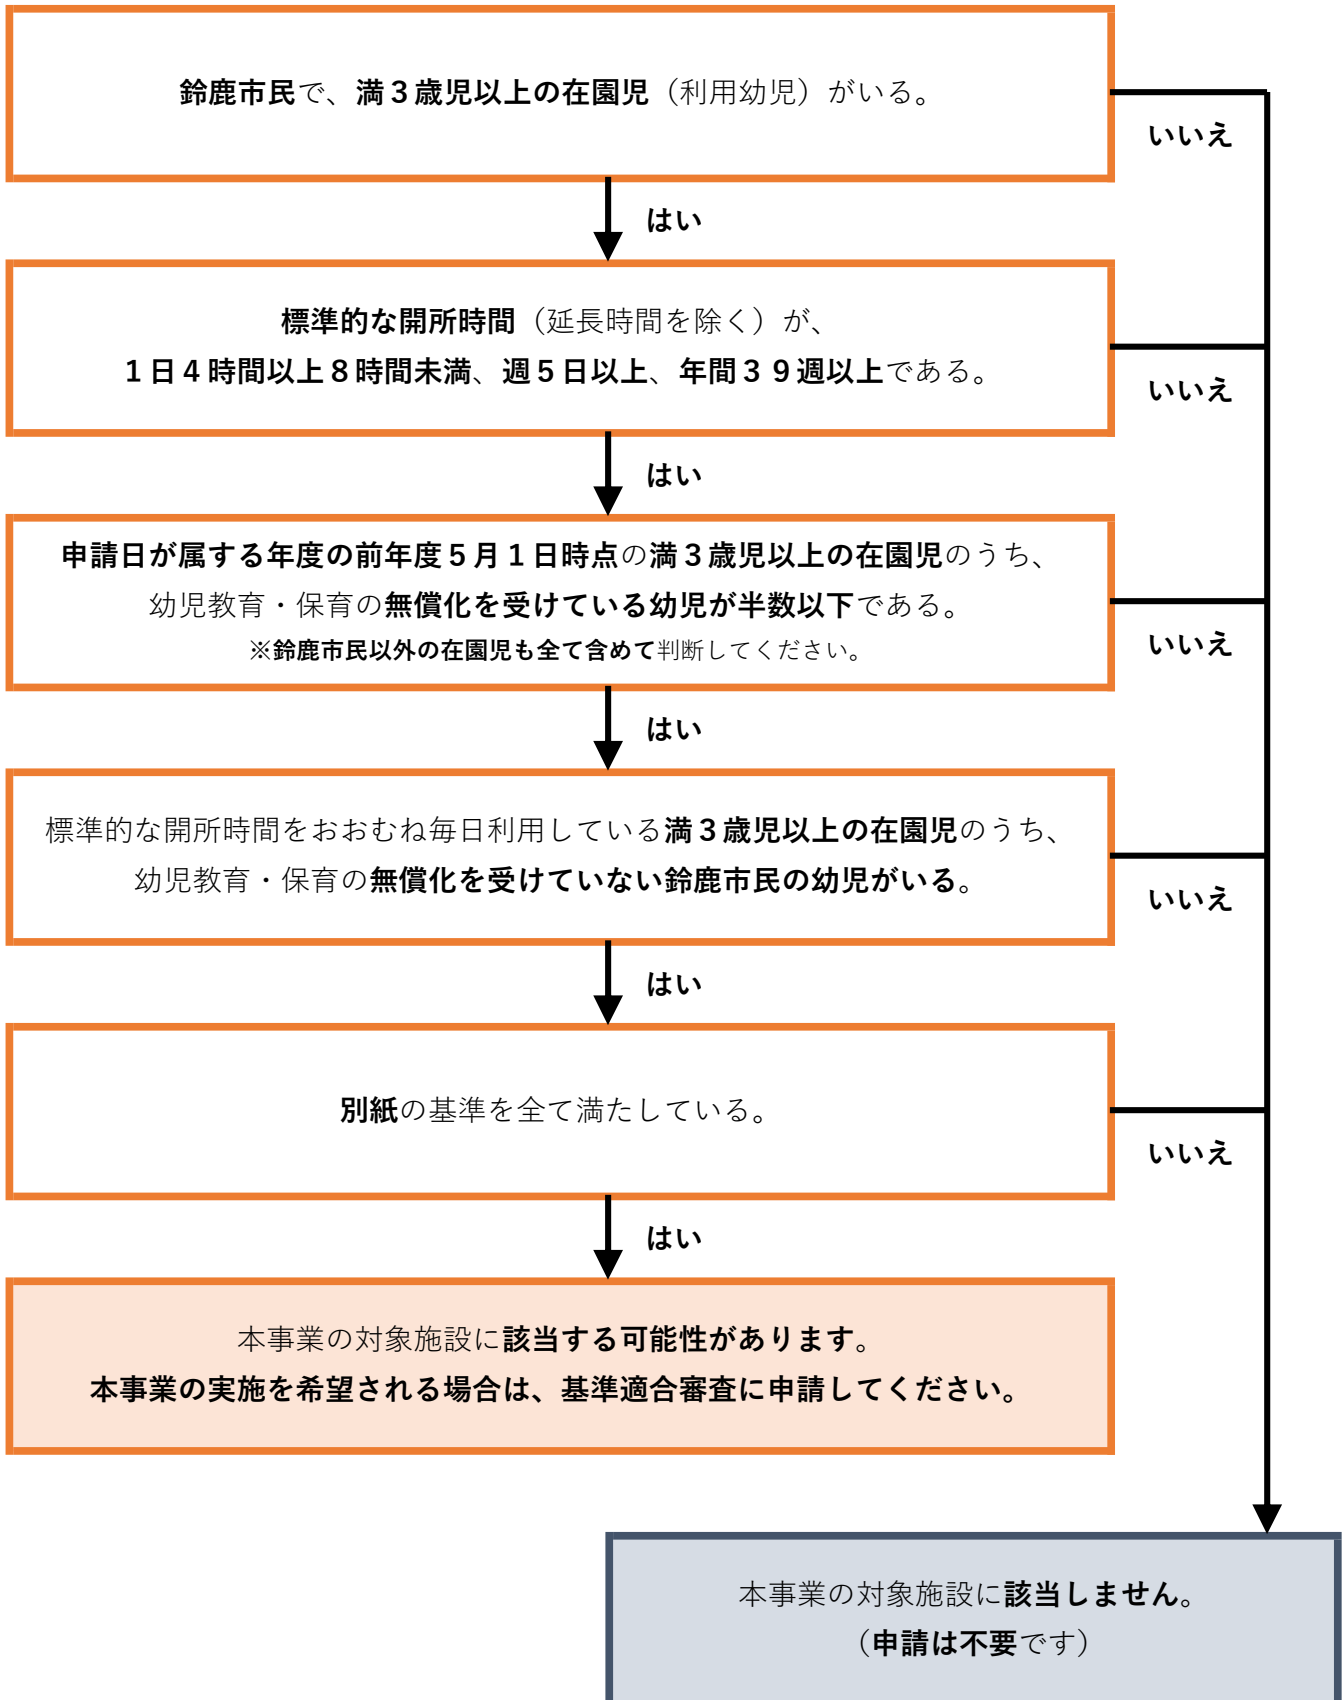 鈴鹿市民で、満３歳児以上の在園児（利用幼児）がいる。
いいえ
はい
標準的な開所時間（延長時間を除く）が、
１日４時間以上８時間未満、週５日以上、年間３９週以上である。
いいえ
はい
申請日が属する年度の前年度５月１日時点の満３歳児以上の在園児のうち、
幼児教育・保育の無償化を受けている幼児が半数以下である。
※鈴鹿市民以外の在園児も全て含めて判断してください。
いいえ
はい
標準的な開所時間をおおむね毎日利用している満３歳児以上の在園児のうち、
幼児教育・保育の無償化を受けていない鈴鹿市民の幼児がいる。
いいえ
はい
別紙の基準を全て満たしている。
いいえ
はい
本事業の対象施設に該当する可能性があります。
本事業の実施を希望される場合は、基準適合審査に申請してください。
本事業の対象施設に該当しません。
（申請は不要です）